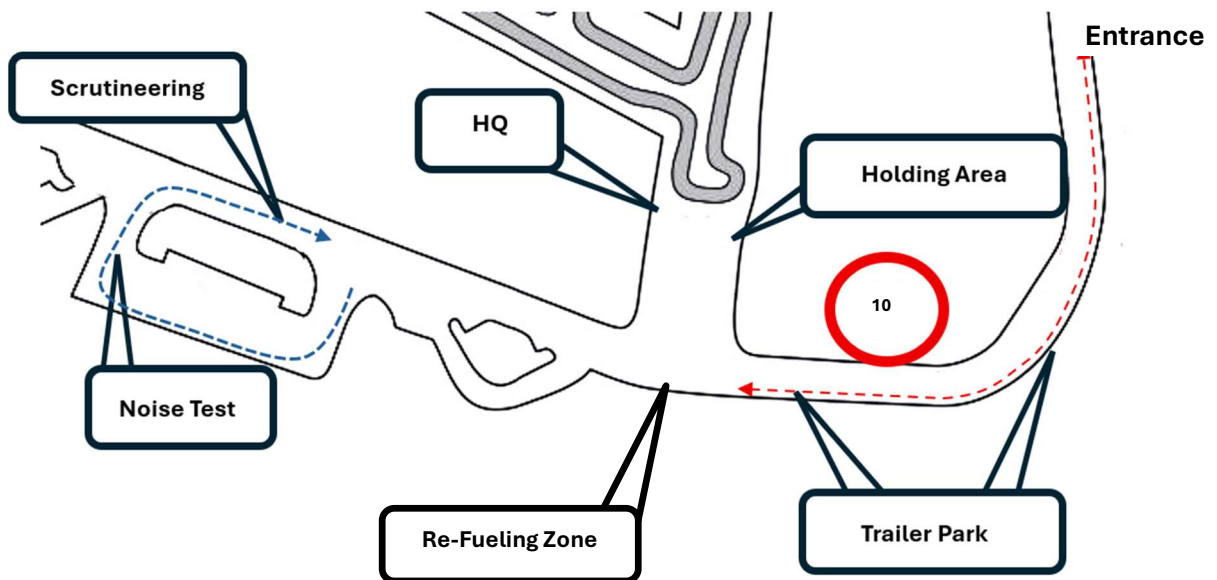 Entrance
Scrutineering
HQ
Holding Area
10
Noise Test
Re-Fueling Zone
Trailer Park